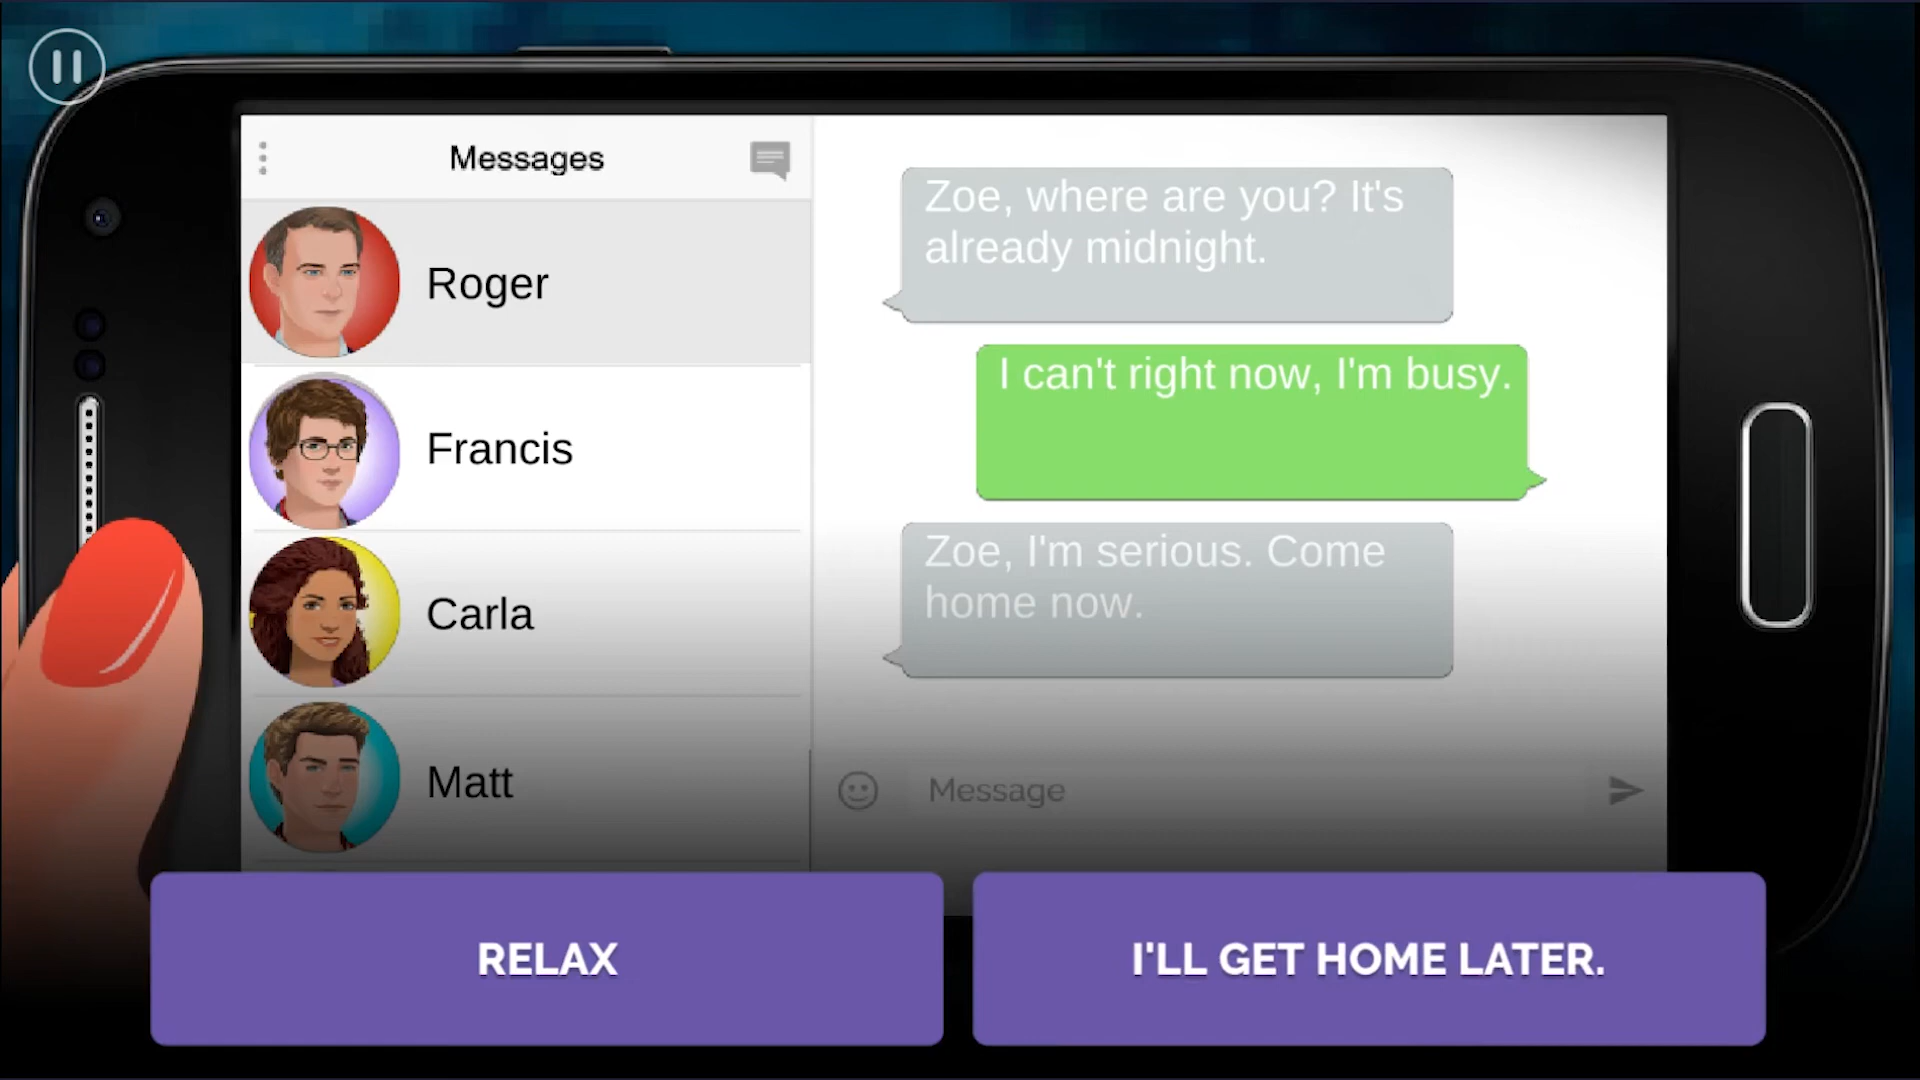 Messages
Roger
Francis
Carla
Matt
Zoe, where are you? It's
already midnight.
I can't right now, I'm busy.
Zoe, I'm serious. Come
home now.
Message
RELAX
I'LL GET HOME LATER.